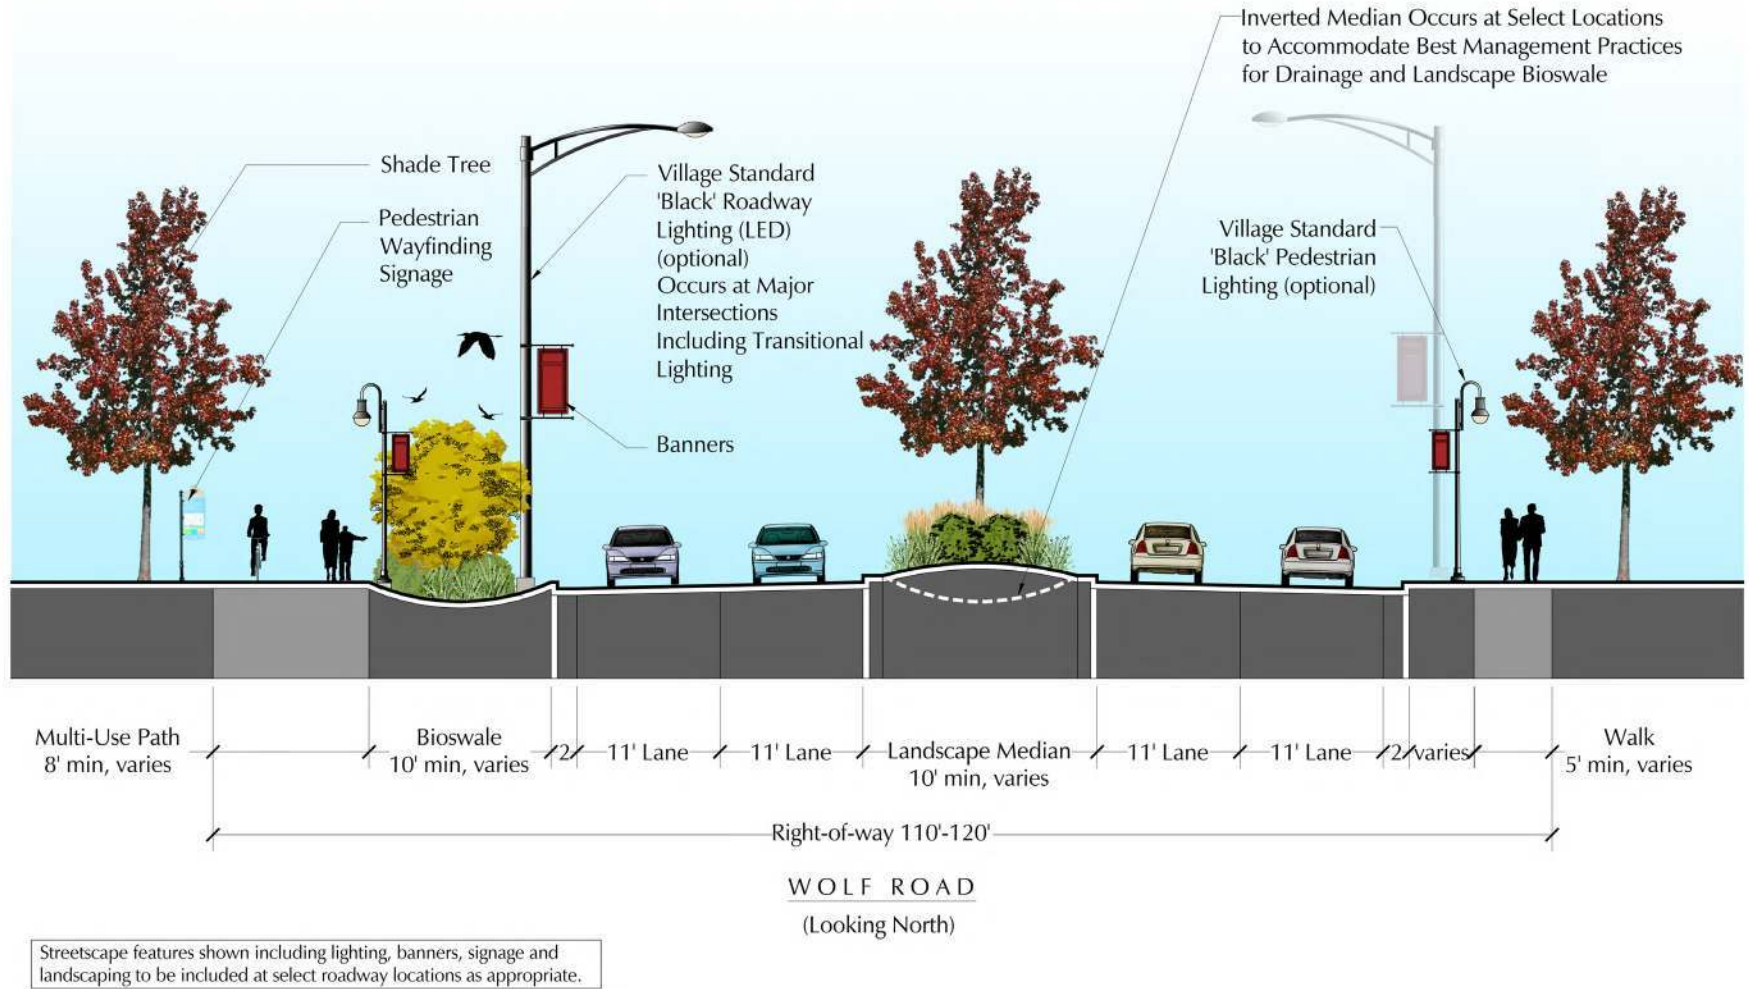 Inverted Median Occurs at Select Locations
to Accommodate Best Management Practices
for Drainage and Landscape Bioswale
Shade Tree
Pedestrian
Wayfinding
Signage
Village Standard
'Black' Roadway
Lighting (LED)
(optional)
Occurs at Major
Intersections
Including Transitional
Lighting
Banners
Village Standard
'Black' Pedestrian
Lighting (optional)
Multi-Use Path
8' min, varies
Bioswale
10' min, varies
2'
11' Lane
11' Lane
Landscape Median
10' min, varies
11' Lane
11' Lane
2'
varies
Walk
5' min, varies
Right-of-way 110'-120'
WOLF ROAD
(Looking North)
Streetscape features shown including lighting, banners, signage and
landscaping to be included at select roadway locations as appropriate.